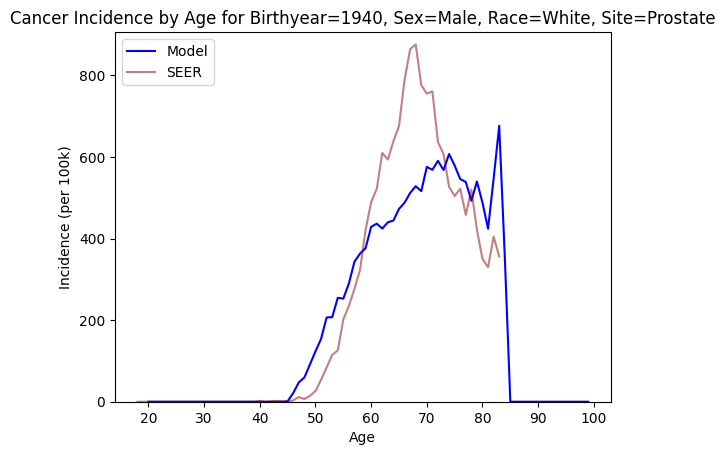 Cancer Incidence by Age for Birthyear=1940, Sex=Male, Race=White, Site=Prostate
Model
SEER
Incidence (per 100k)
800
600
400
200
0
20 30 40 50 60 70 80 90 100
Age